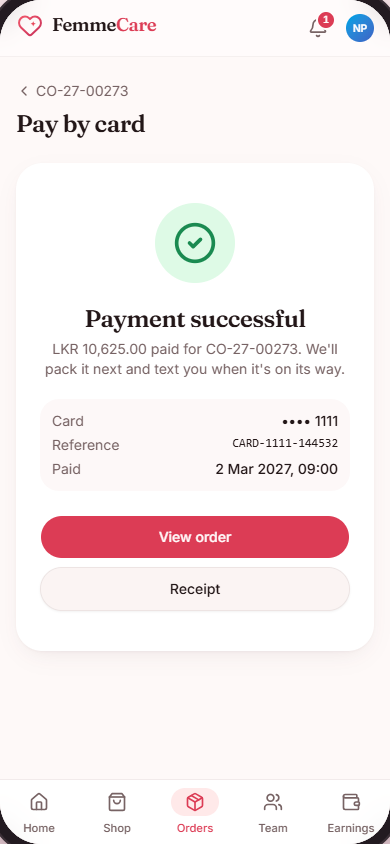 FemmeCare
1
NP
CO-27-00273
Pay by card
Payment successful
LKR 10,625.00 paid for CO-27-00273. We'll
pack it next and text you when it's on its way.
Card •••• 1111
Reference CARD-1111-144532
Paid 2 Mar 2027, 09:00
View order
Receipt
Home Shop Orders Team Earnings